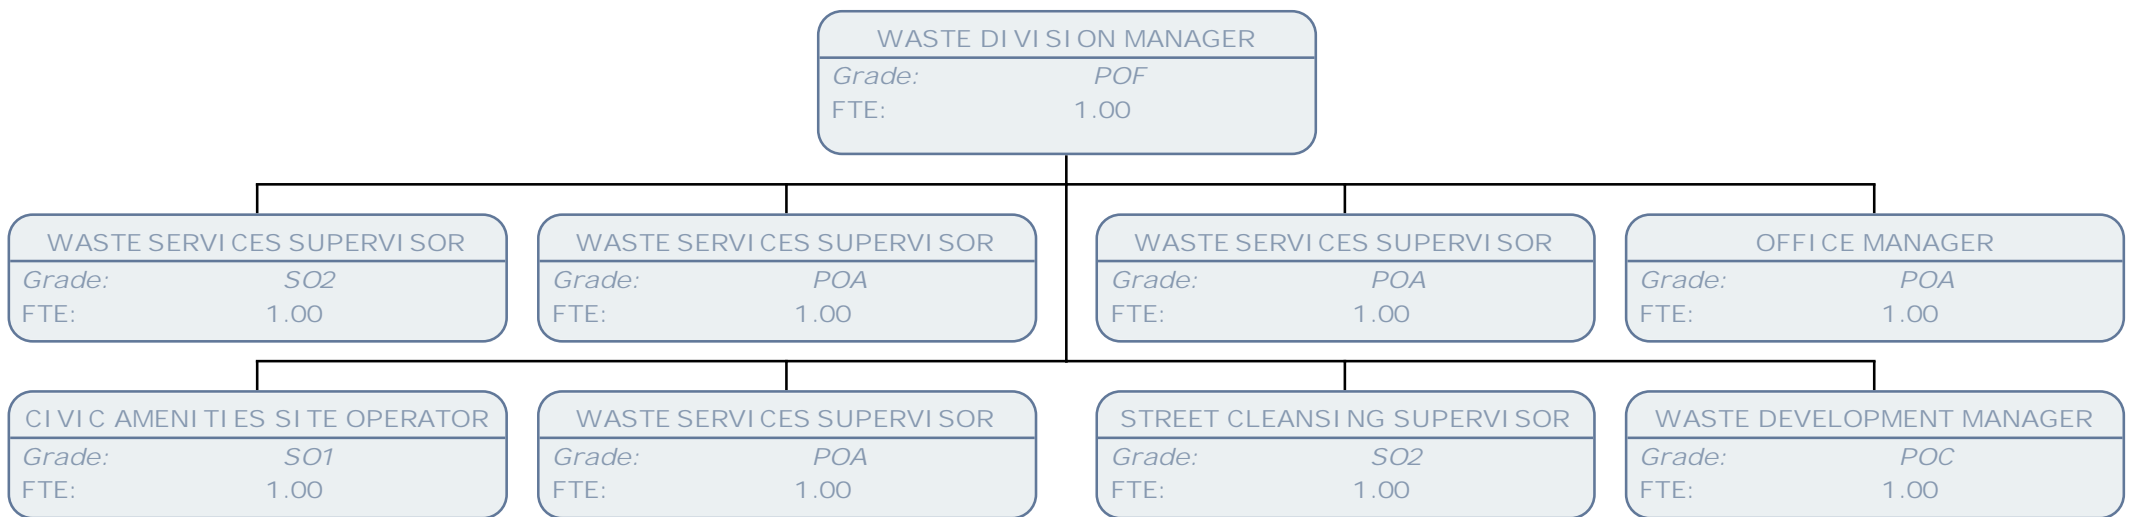 WASTE DIVISION MANAGER
Grade: POF
FTE: 1.00
WASTE SERVICES SUPERVISOR
Grade: SO2
FTE: 1.00
WASTE SERVICES SUPERVISOR
Grade: POA
FTE: 1.00
WASTE SERVICES SUPERVISOR
Grade: POA
FTE: 1.00
OFFICE MANAGER
Grade: POA
FTE: 1.00
CIVIC AMENITIES SITE OPERATOR
Grade: SO1
FTE: 1.00
WASTE SERVICES SUPERVISOR
Grade: POA
FTE: 1.00
STREET CLEANSING SUPERVISOR
Grade: SO2
FTE: 1.00
WASTE DEVELOPMENT MANAGER
Grade: POC
FTE: 1.00